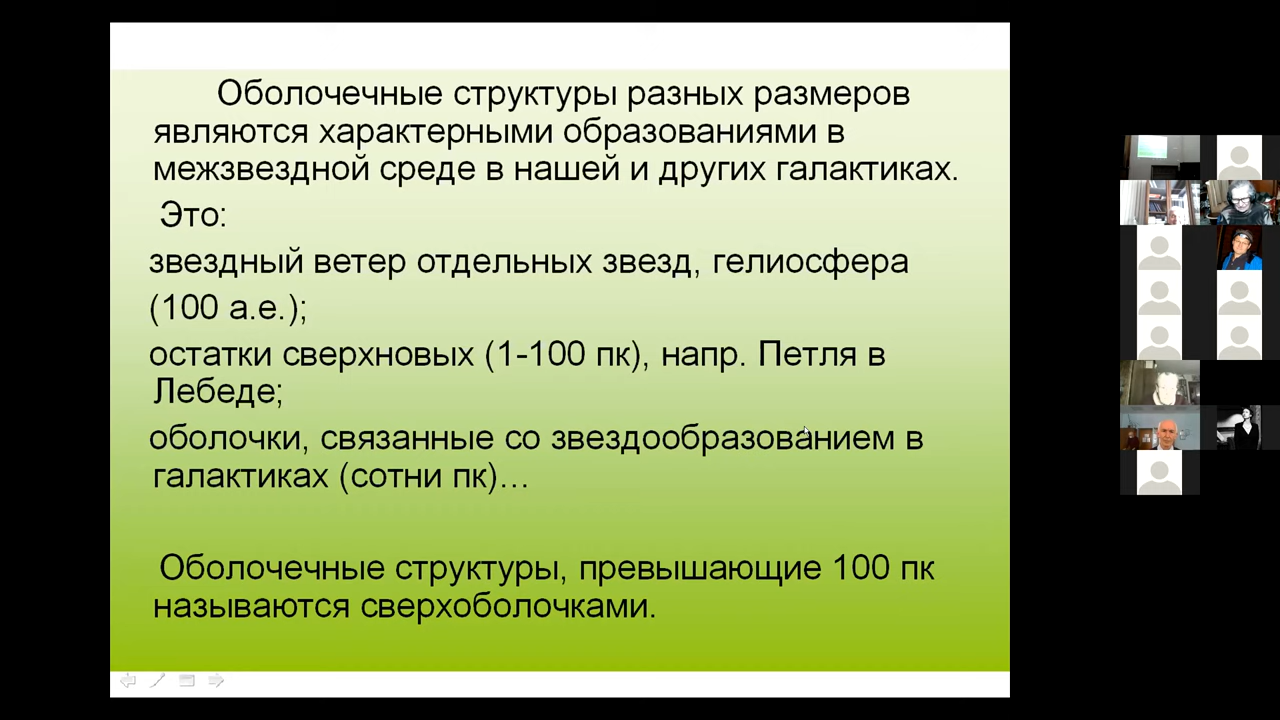 Оболочечные структуры разных размеров
являются характерными образованиями в
межзвездной среде в нашей и других галактиках.
Это:
звездный ветер отдельных звезд, гелиосфера
(100 а.е.);
остатки сверхновых (1-100 пк), напр. Петля в
Лебеде;
оболочки, связанные со звездообразованием в
галактиках (сотни пк)…
Оболочечные структуры, превышающие 100 пк
называются сверхоболочками.